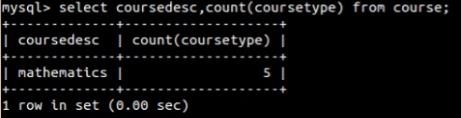 mysql> select coursedesc,count(coursetype) from course;
+-------------+-------------------+
| coursedesc  | count(coursetype) |
+-------------+-------------------+
| mathematics |                 5 |
+-------------+-------------------+
1 row in set (0.00 sec)